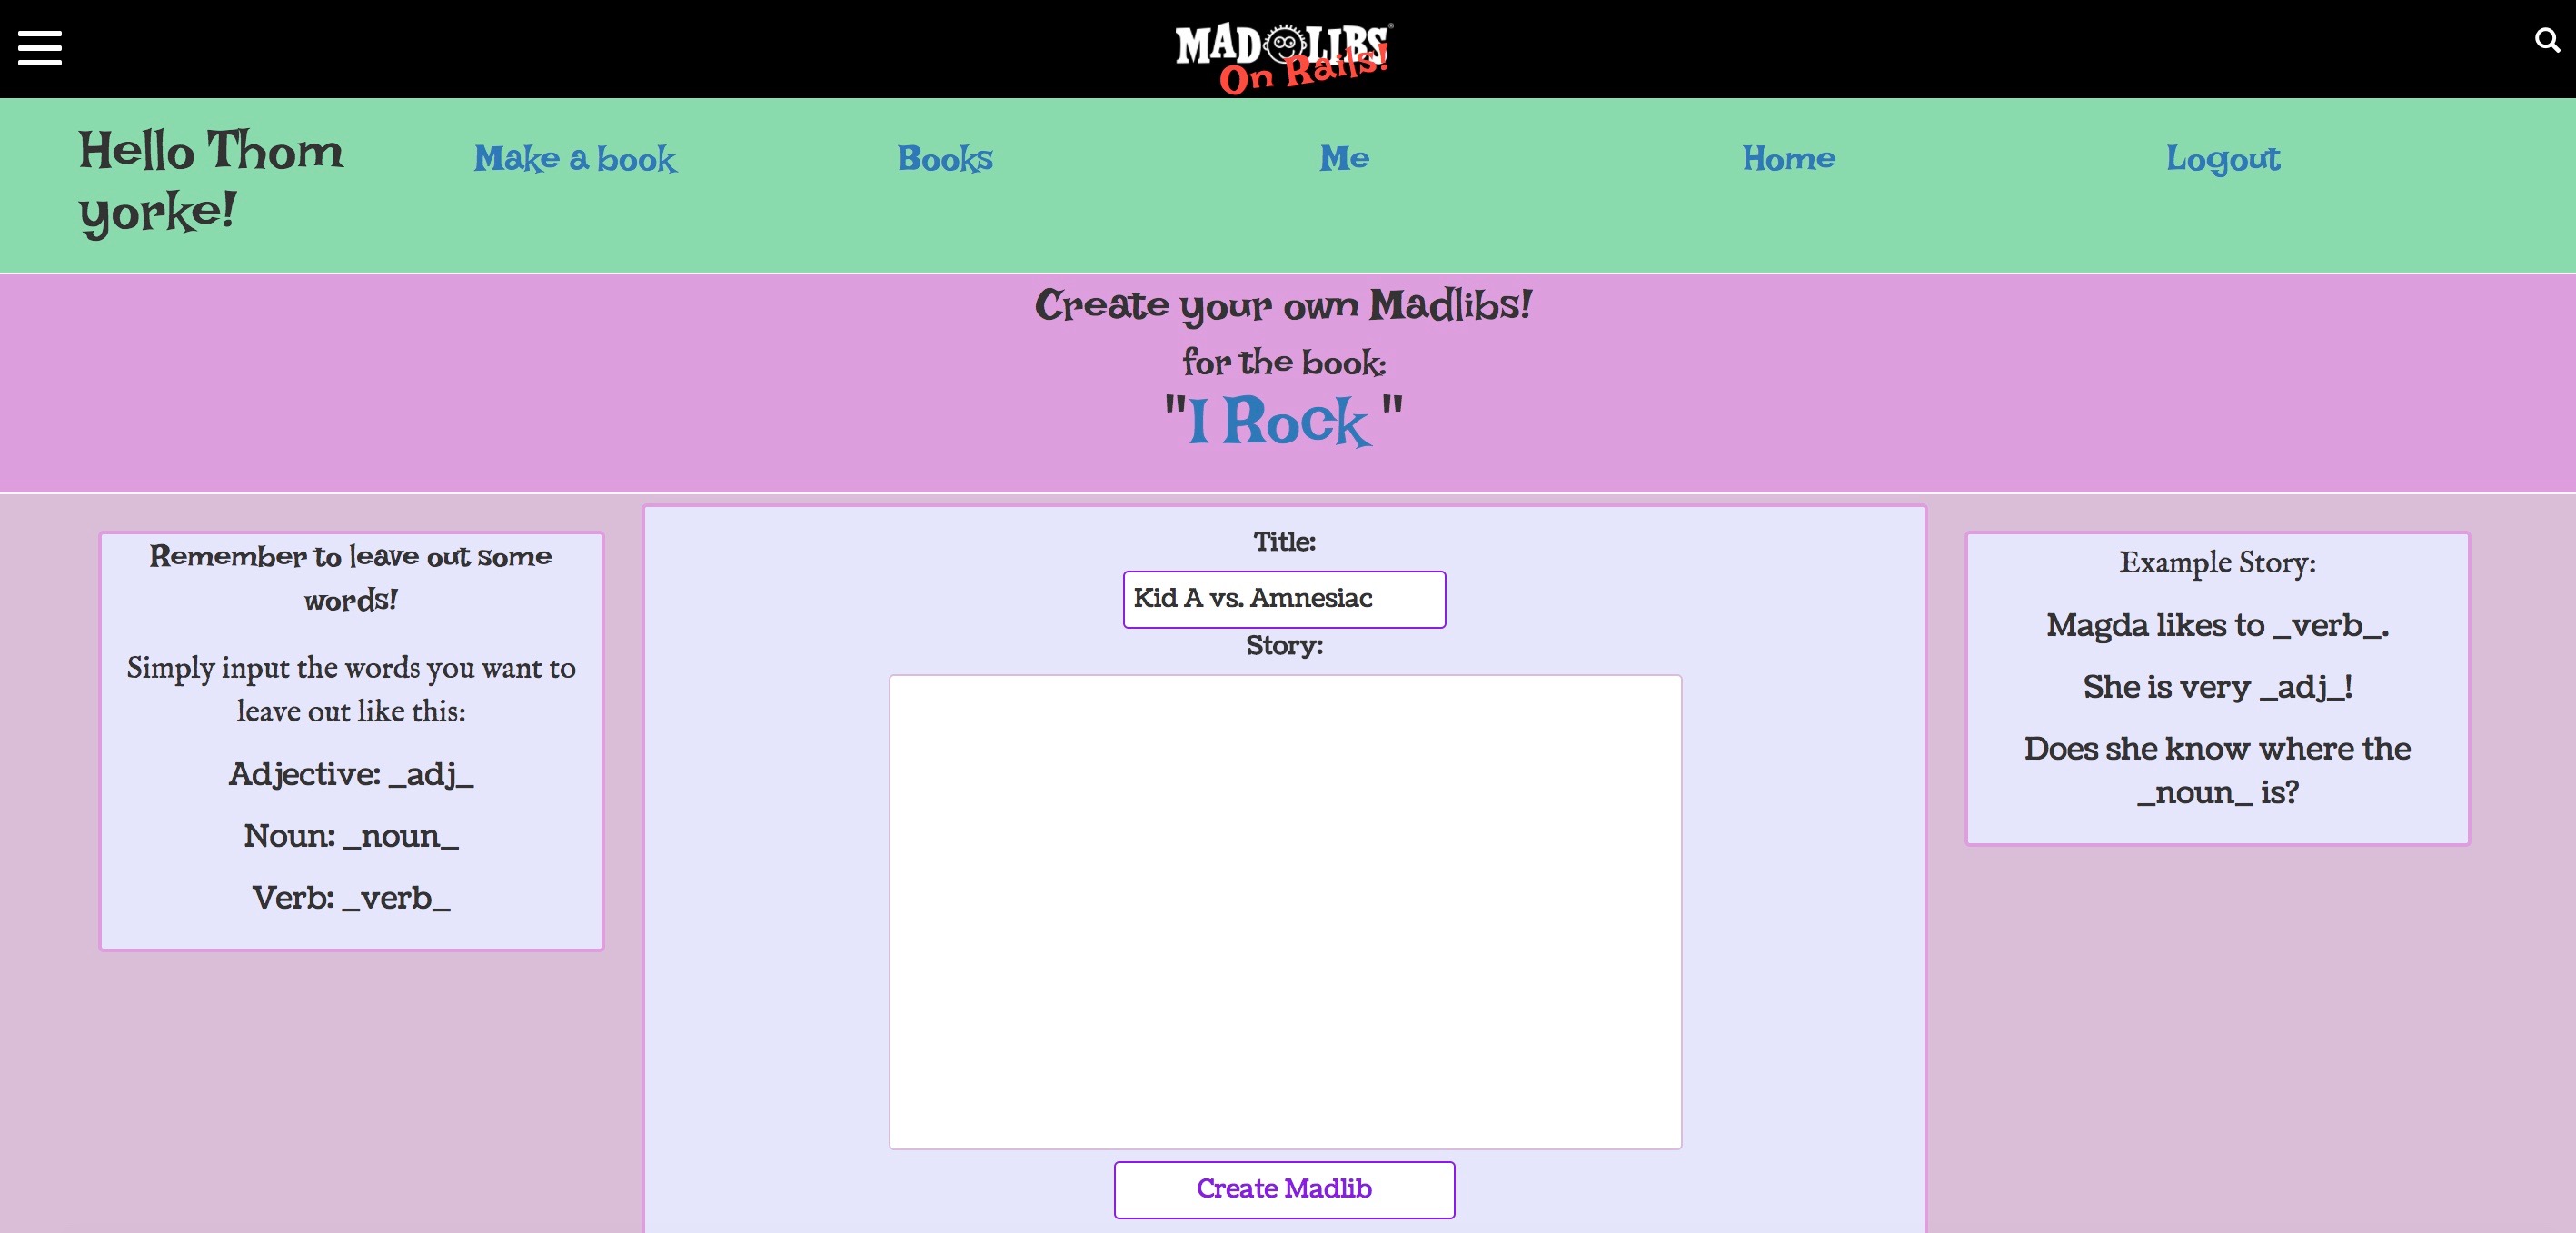 MAD LIBS®
On Rails!
Hello Thom
yorke!
Make a book
Books
Me
Home
Logout
Create your own Madlibs!
for the book:
"I Rock "
Remember to leave out some
words!
Simply input the words you want to
leave out like this:
Adjective: _adj_
Noun: _noun_
Verb: _verb_
Title:
Kid A vs. Amnesiac
Story:
Create Madlib
Example Story:
Magda likes to _verb_.
She is very _adj_!
Does she know where the
_noun_ is?